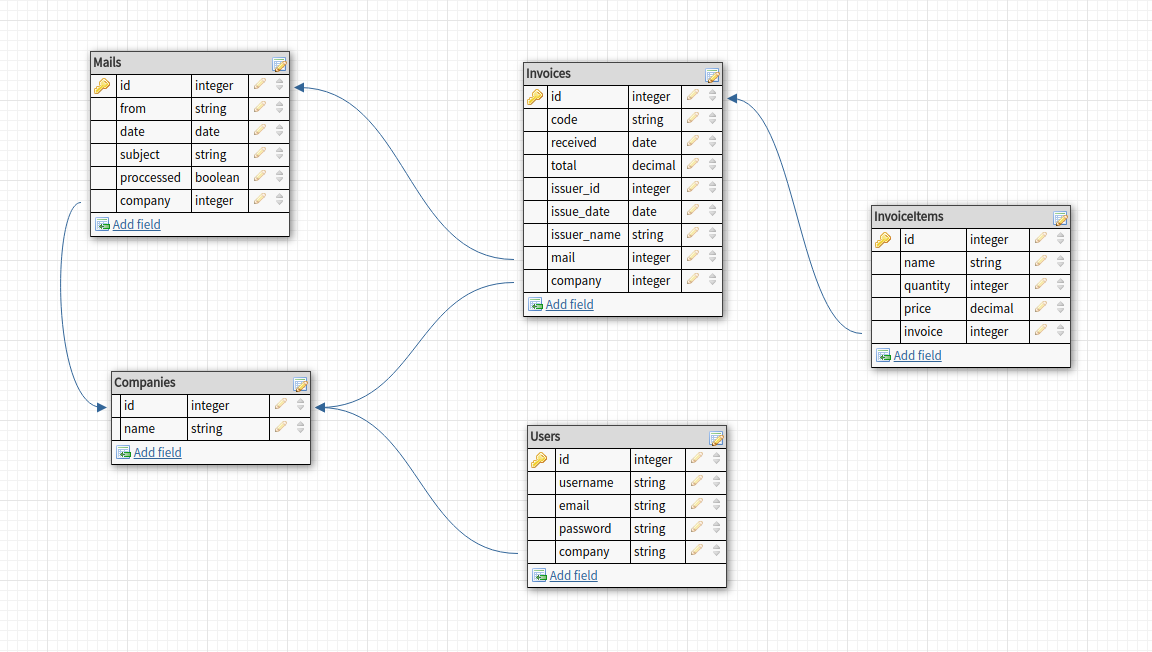 Mails
id integer
from string
date date
subject string
proccessed boolean
company integer
Add field
Invoices
id integer
code string
received date
total decimal
issuer_id integer
issue_date date
issuer_name string
mail integer
company integer
Add field
InvoiceItems
id integer
name string
quantity integer
price decimal
invoice integer
Add field
Companies
id integer
name string
Add field
Users
id integer
username string
email string
password string
company string
Add field